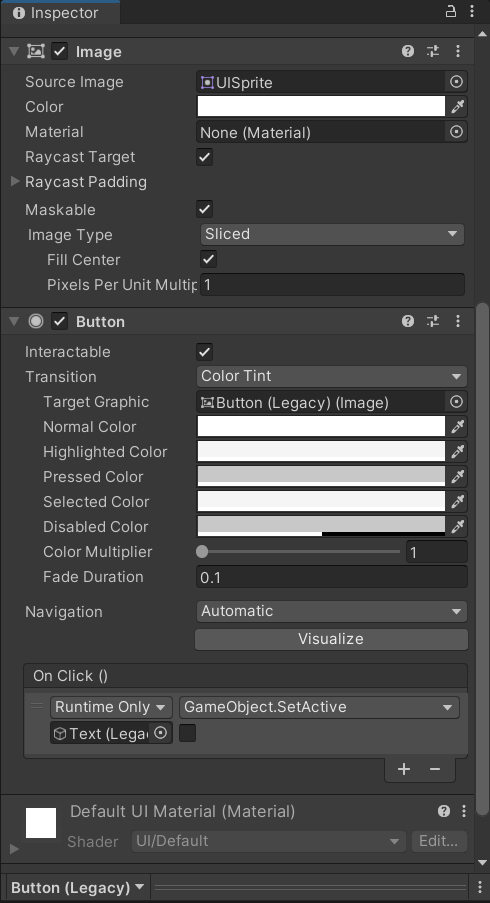 Inspector
Image
Source Image UISprite
Color
Material None (Material)
Raycast Target
Raycast Padding
Maskable
Image Type Sliced
Fill Center
Pixels Per Unit Multip 1
Button
Interactable
Transition Color Tint
Target Graphic Button (Legacy) (Image)
Normal Color
Highlighted Color
Pressed Color
Selected Color
Disabled Color
Color Multiplier 1
Fade Duration 0.1
Navigation Automatic
Visualize
On Click ()
Runtime Only GameObject.SetActive
Text (Lega
Default UI Material (Material)
Shader UI/Default Edit...
Button (Legacy)